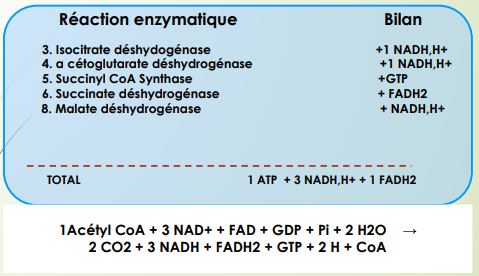 Réaction enzymatique Bilan
3. Isocitrate déshydogénase +1 NADH,H+
4. a cétoglutarate déshydrogénase +1 NADH,H+
5. Succinyl CoA Synthase +GTP
6. Succinate déshydrogénase + FADH2
8. Malate déshydrogénase + NADH,H+
TOTAL 1 ATP + 3 NADH,H+ + 1 FADH2
1Acétyl CoA + 3 NAD+ + FAD + GDP + Pi + 2 H2O →
2 CO2 + 3 NADH + FADH2 + GTP + 2 H + CoA